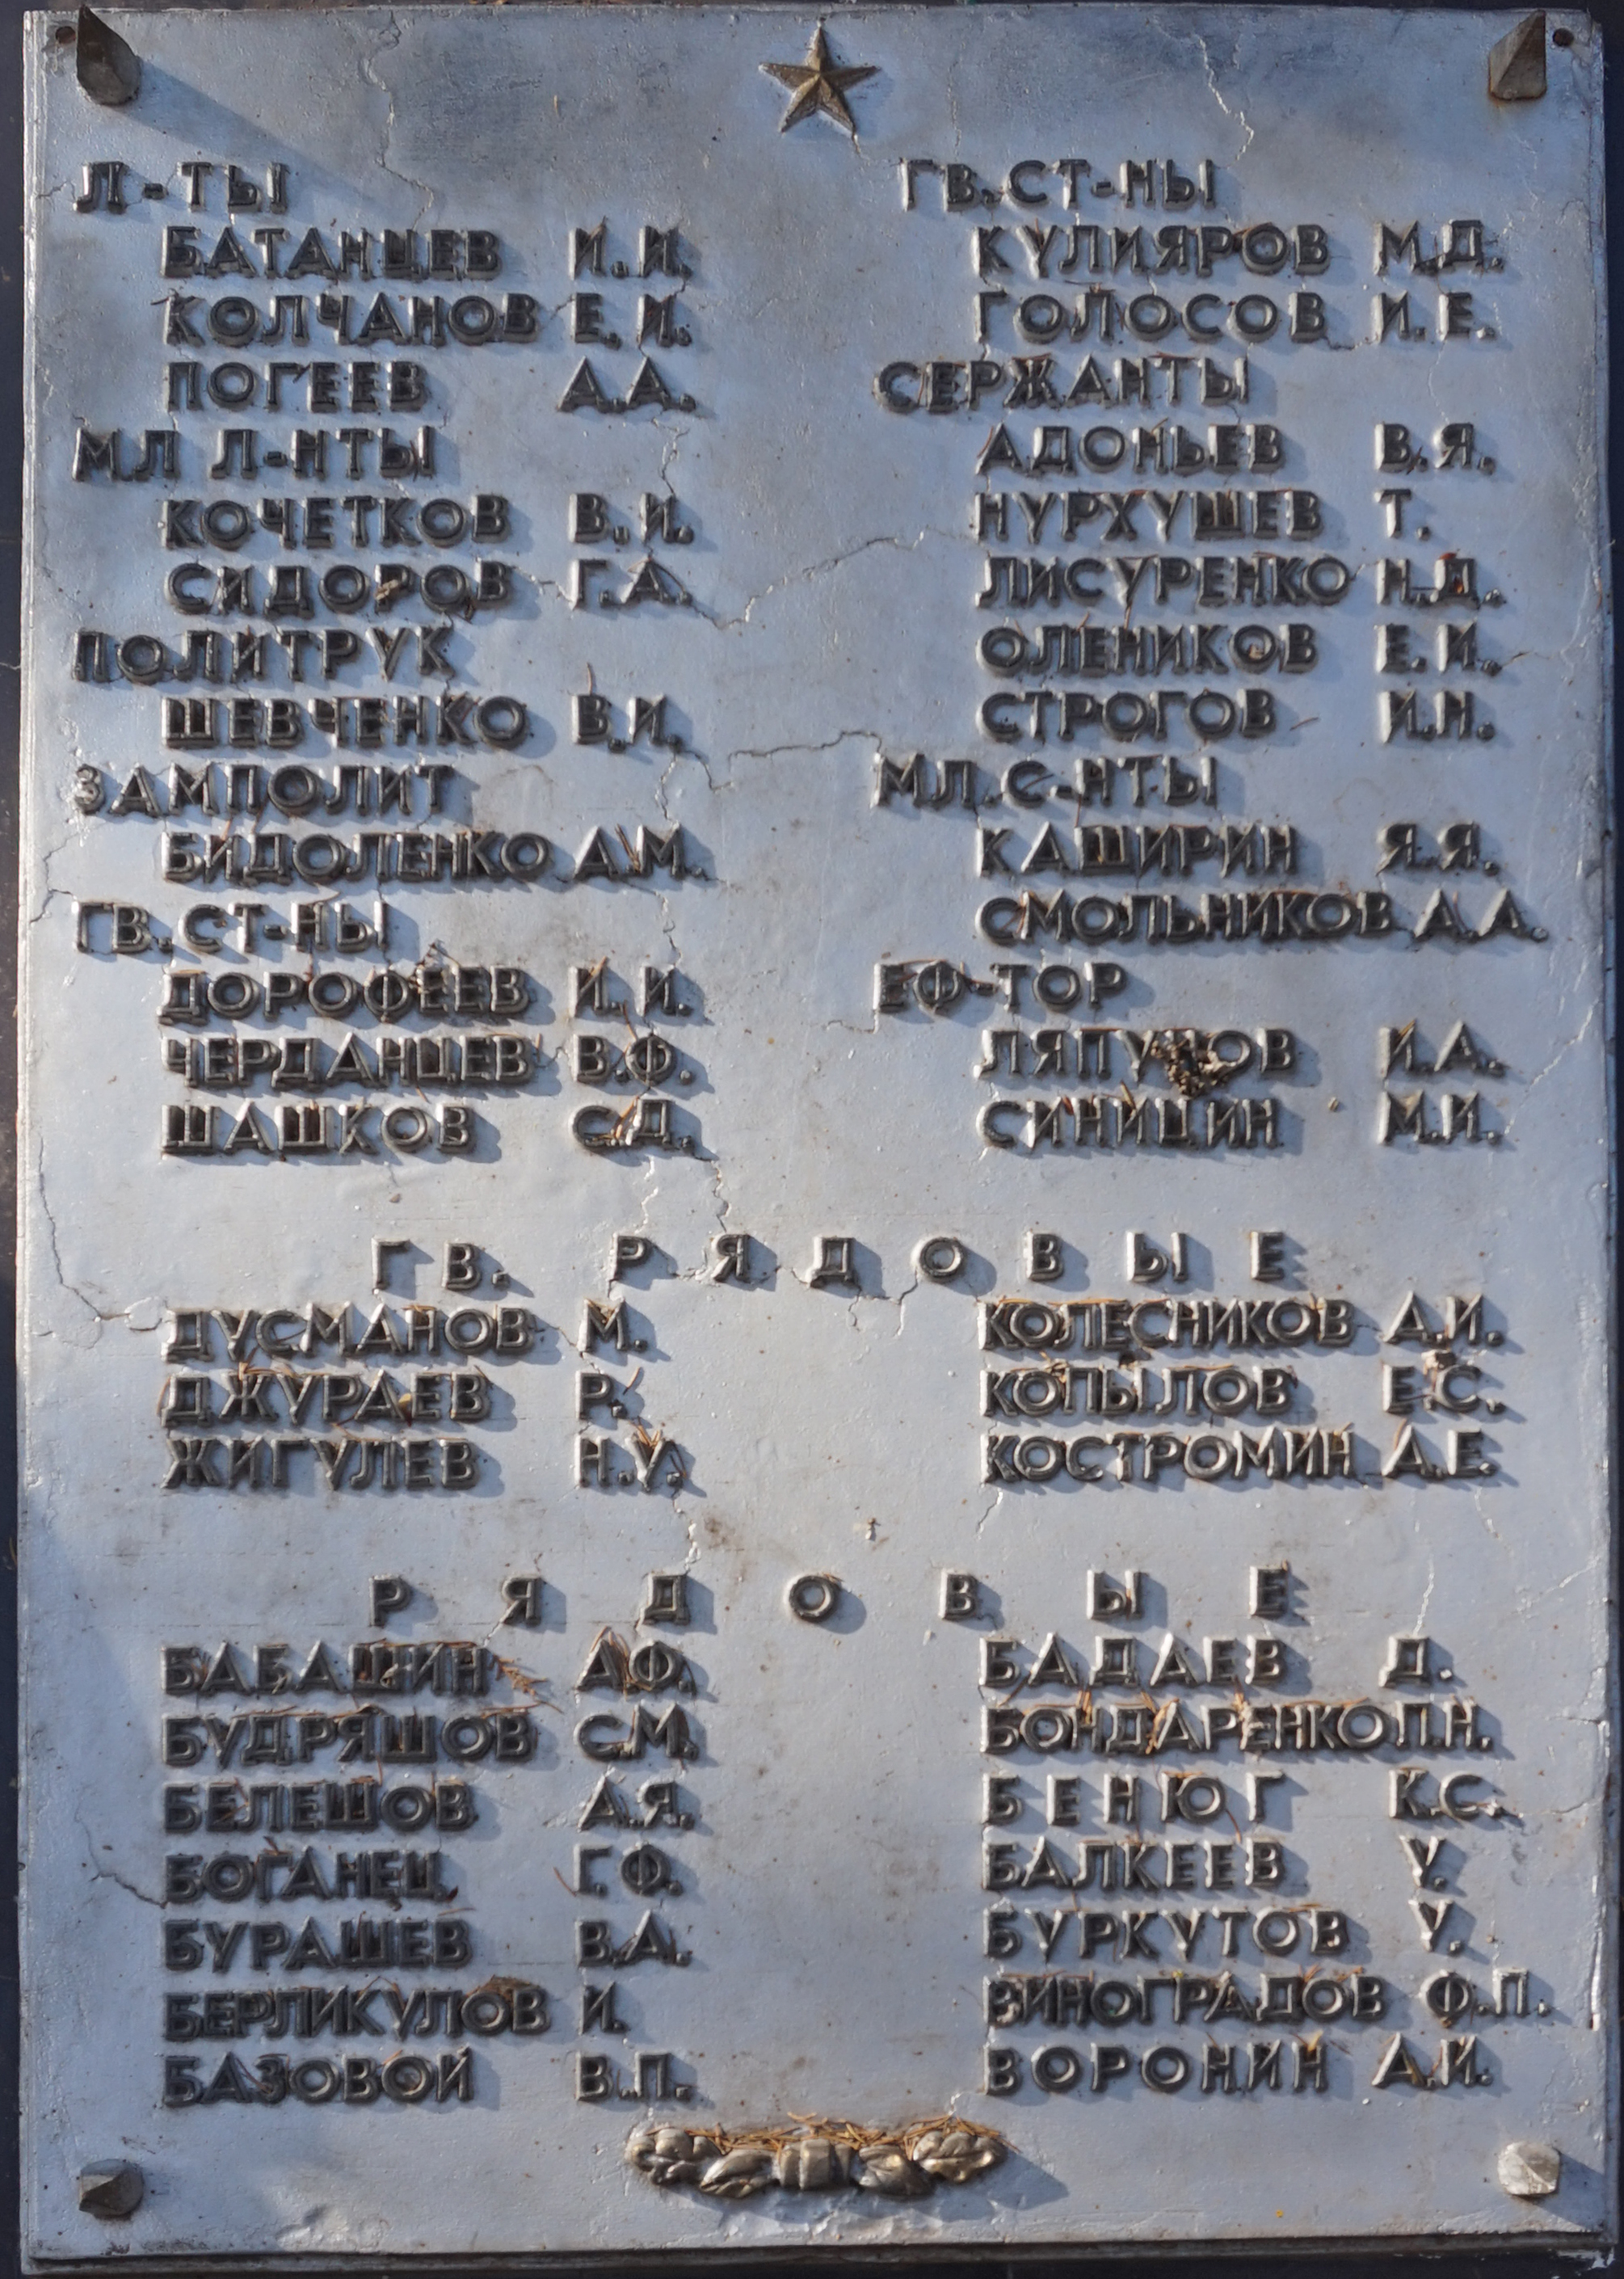 Л-ТЫ
БАТАНЦЕВ И.И.
КОЛЧАНОВ Е.И.
ПОГЕЕВ А.А.
МЛ Л-НТЫ
КОЧЕТКОВ В.И.
СИДОРОВ Г.А.
ПОЛИТРУК
ШЕВЧЕНКО В.И.
ЗАМПОЛИТ
БИДОЛЕНКО А.М.
ГВ.СТ-НЫ
ДОРОФЕЕВ И.И.
ЧЕРДАНЦЕВ В.Ф.
ШАШКОВ С.Д.
ГВ.СТ-НЫ
КУЛИЯРОВ М.Д.
ГОЛОСОВ И.Е.
СЕРЖАНТЫ
АДОНЬЕВ В.Я.
НУРХУШЕВ Т.
ЛИСУРЕНКО Н.Д.
ОЛЕНИКОВ Е.И.
СТРОГОВ И.Н.
МЛ.С-НТЫ
КАШИРИН Я.Я.
СМОЛЬНИКОВ А.А.
ЕФ-ТОР
ЛЯПУНОВ И.А.
СИНИЦИН М.И.
ГВ. РЯДОВЫЕ
ДУСМАНОВ М.
ДЖУРАЕВ Р.
ЖИГУЛЕВ Н.У.
КОЛЕСНИКОВ А.И.
КОПЫЛОВ Е.С.
КОСТРОМИН А.Е.
РЯДОВЫЕ
БАБАШИН А.Ф.
БУДРЯШОВ С.М.
БЕЛЕШОВ А.Я.
БОГАНЕЦ Г.Ф.
БУРАШЕВ В.А.
БЕРЛИКУЛОВ И.
БАЗОВОЙ В.П.
БАДАЕВ Д.
БОНДАРЕНКО П.Н.
БЕНЮГ К.С.
БАЛКЕЕВ У.
БУРКУТОВ У.
ВИНОГРАДОВ Ф.П.
ВОРОНИН А.И.